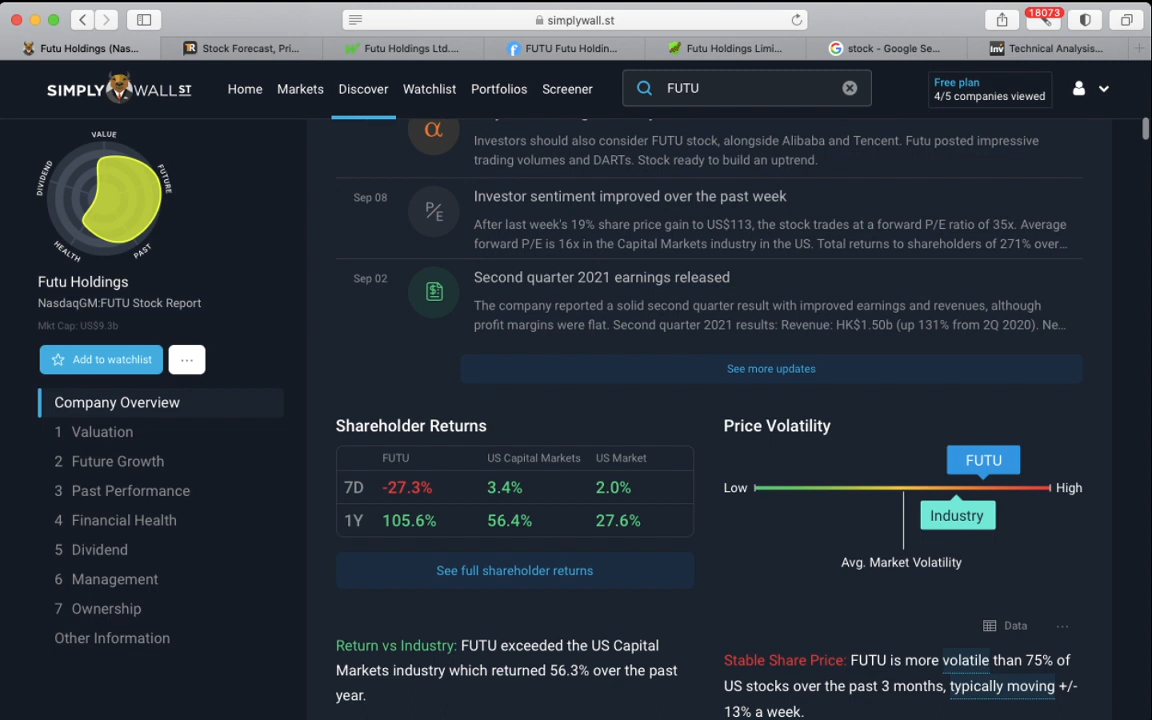 18073
simplywall.st
Futu Holdings (Nas...
Stock Forecast, Pri...
Futu Holdings Ltd....
FUTU Futu Holdin...
Futu Holdings Limi...
stock - Google Se...
Technical Analysis...
SIMPLY WALL ST
Home
Markets
Discover
Watchlist
Portfolios
Screener
FUTU
Free plan
4/5 companies viewed
VALUE
FUTURE
PAST
HEALTH
DIVIDEND
Futu Holdings
NasdaqGM:FUTU Stock Report
Mkt Cap: US$9.3b
Add to watchlist
...
Company Overview
1 Valuation
2 Future Growth
3 Past Performance
4 Financial Health
5 Dividend
6 Management
7 Ownership
Other Information
α
Investors should also consider FUTU stock, alongside Alibaba and Tencent. Futu posted impressive
trading volumes and DARTs. Stock ready to build an uptrend.
Sep 08
P/E
Investor sentiment improved over the past week
After last week's 19% share price gain to US$113, the stock trades at a forward P/E ratio of 35x. Average
forward P/E is 16x in the Capital Markets industry in the US. Total returns to shareholders of 271% over...
Sep 02
Second quarter 2021 earnings released
The company reported a solid second quarter result with improved earnings and revenues, although
profit margins were flat. Second quarter 2021 results: Revenue: HK$1.50b (up 131% from 2Q 2020). Ne...
See more updates
Shareholder Returns
FUTU US Capital Markets US Market
7D -27.3% 3.4% 2.0%
1Y 105.6% 56.4% 27.6%
See full shareholder returns
Return vs Industry: FUTU exceeded the US Capital
Markets industry which returned 56.3% over the past
year.
Price Volatility
FUTU
Low
High
Industry
Avg. Market Volatility
Data
...
Stable Share Price: FUTU is more volatile than 75% of
US stocks over the past 3 months, typically moving +/-
13% a week.